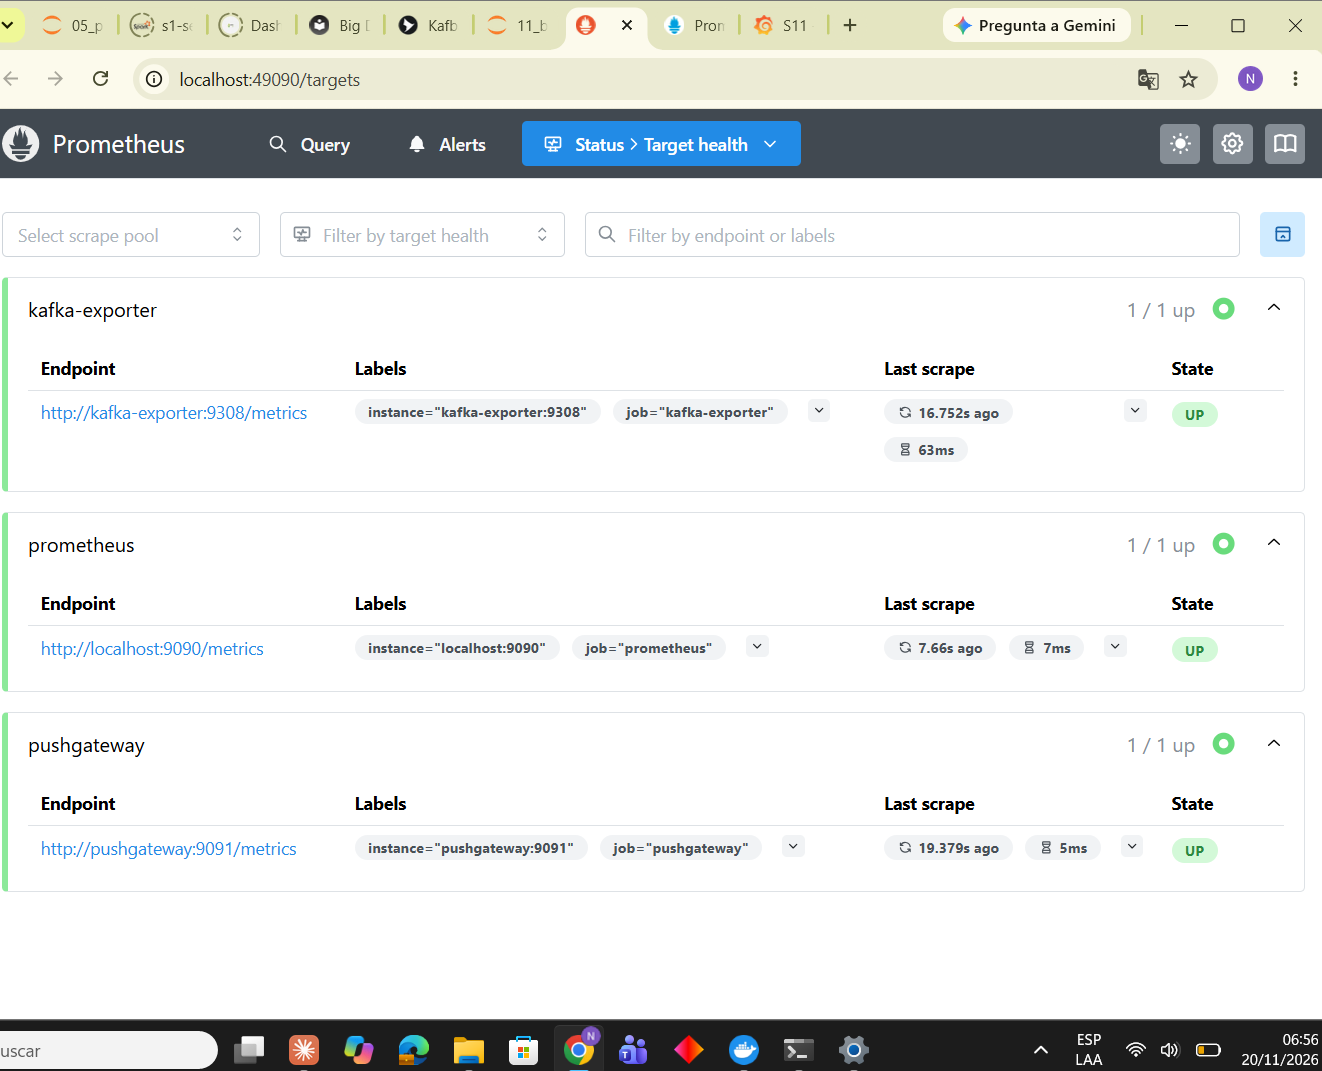 05_p
s1-s
Dash
Big D
Kafb
11_b
Pron
S11
Pregunta a Gemini
localhost:49090/targets
N
Prometheus
Query
Alerts
Status > Target health
Select scrape pool
Filter by target health
Filter by endpoint or labels
kafka-exporter
1 / 1 up
Endpoint Labels Last scrape State
http://kafka-exporter:9308/metrics instance="kafka-exporter:9308" job="kafka-exporter" 16.752s ago UP
63ms
prometheus
1 / 1 up
Endpoint Labels Last scrape State
http://localhost:9090/metrics instance="localhost:9090" job="prometheus" 7.66s ago 7ms UP
pushgateway
1 / 1 up
Endpoint Labels Last scrape State
http://pushgateway:9091/metrics instance="pushgateway:9091" job="pushgateway" 19.379s ago 5ms UP
uscar
N
ESP
LAA
06:56
20/11/2026